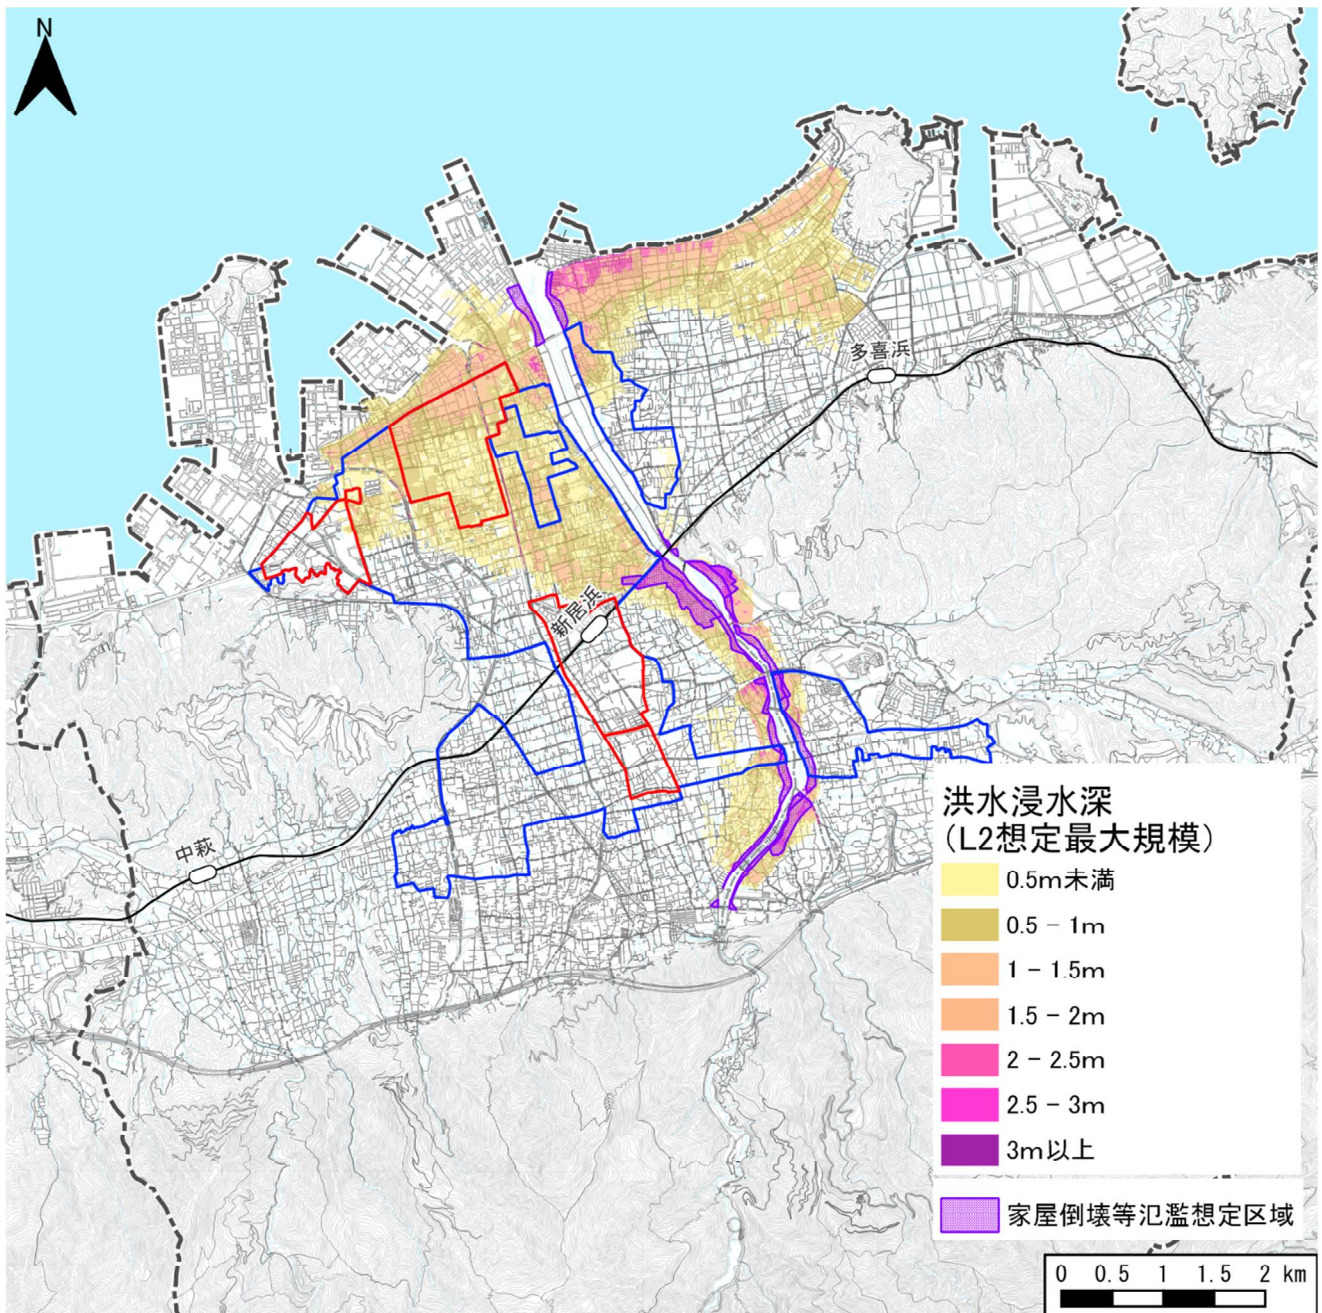 N
多喜浜
新居浜
中萩
洪水浸水深
(L2想定最大規模)
0.5m未満
0.5 - 1m
1 - 1.5m
1.5 - 2m
2 - 2.5m
2.5 - 3m
3m以上
家屋倒壊等氾濫想定区域
0 0.5 1 1.5 2 km